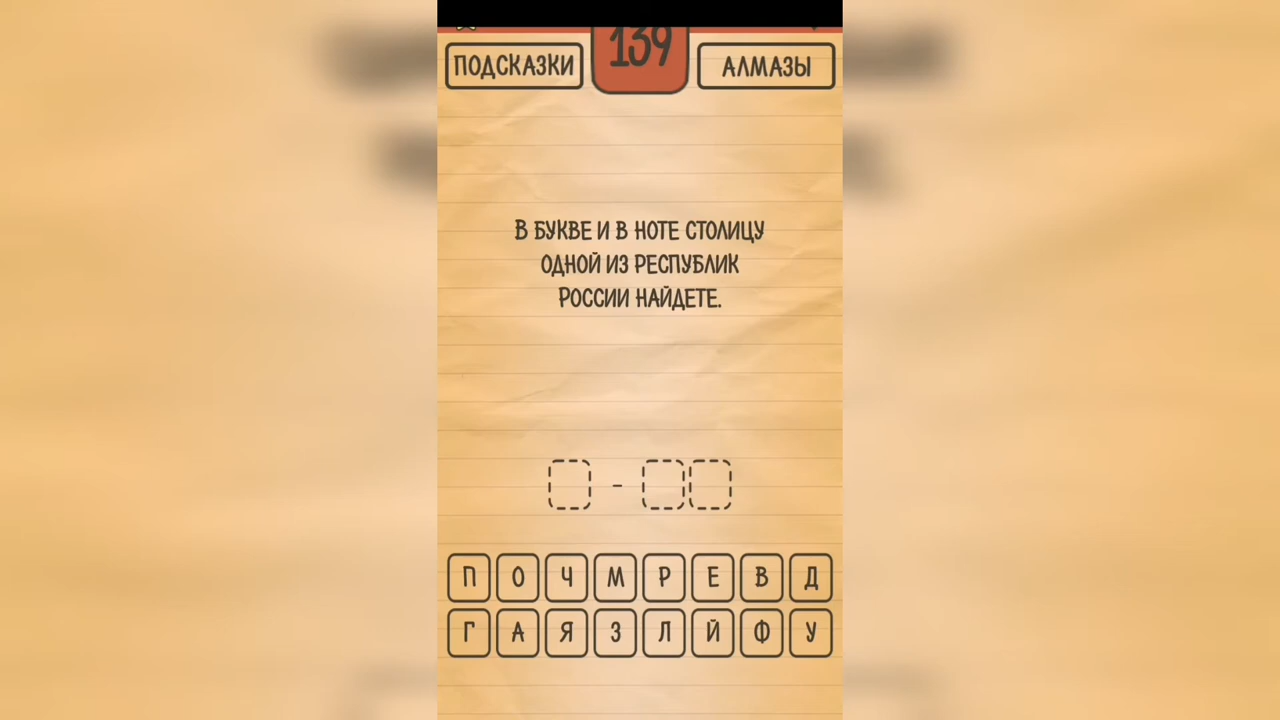 ПОДСКАЗКИ
139
АЛМАЗЫ
В БУКВЕ И В НОТЕ СТОЛИЦУ
ОДНОЙ ИЗ РЕСПУБЛИК
РОССИИ НАЙДЕТЕ.
-
П О Ч М Р Е В Д
Г А Я З Л Й Ф У